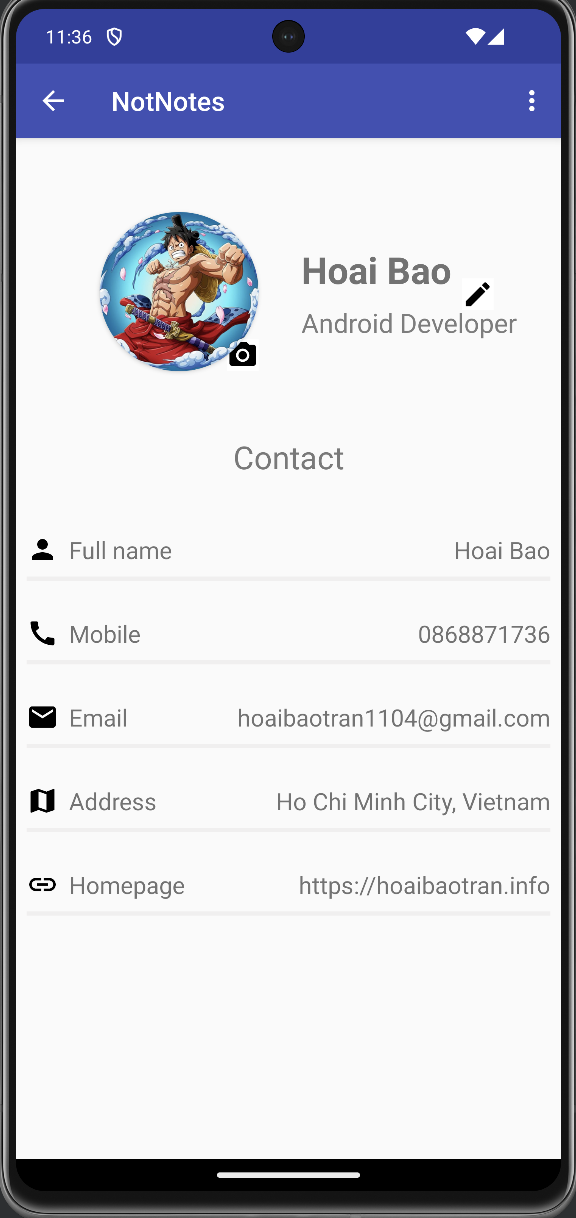 11:36
NotNotes
Hoai Bao
Android Developer
Contact
Full name Hoai Bao
Mobile 0868871736
Email hoaibaotran1104@gmail.com
Address Ho Chi Minh City, Vietnam
Homepage https://hoaibaotran.info